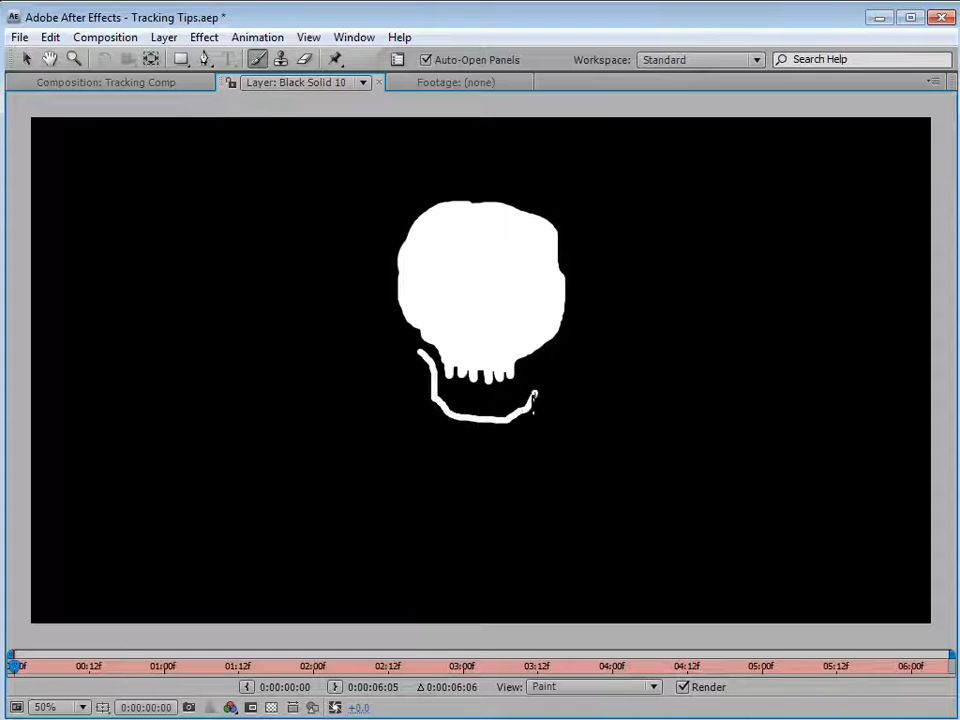 Adobe After Effects - Tracking Tips.aep *
File Edit Composition Layer Effect Animation View Window Help
Auto-Open Panels Workspace: Standard Search Help
Composition: Tracking Comp Layer: Black Solid 10 Footage: (none)
00:12f 01:00f 01:12f 02:00f 02:12f 03:00f 03:12f 04:00f 04:12f 05:00f 05:12f 06:00f
0:00:00:00 0:00:06:05 Δ0:00:06:06 View: Paint Render
50% 0:00:00:00 +0.0